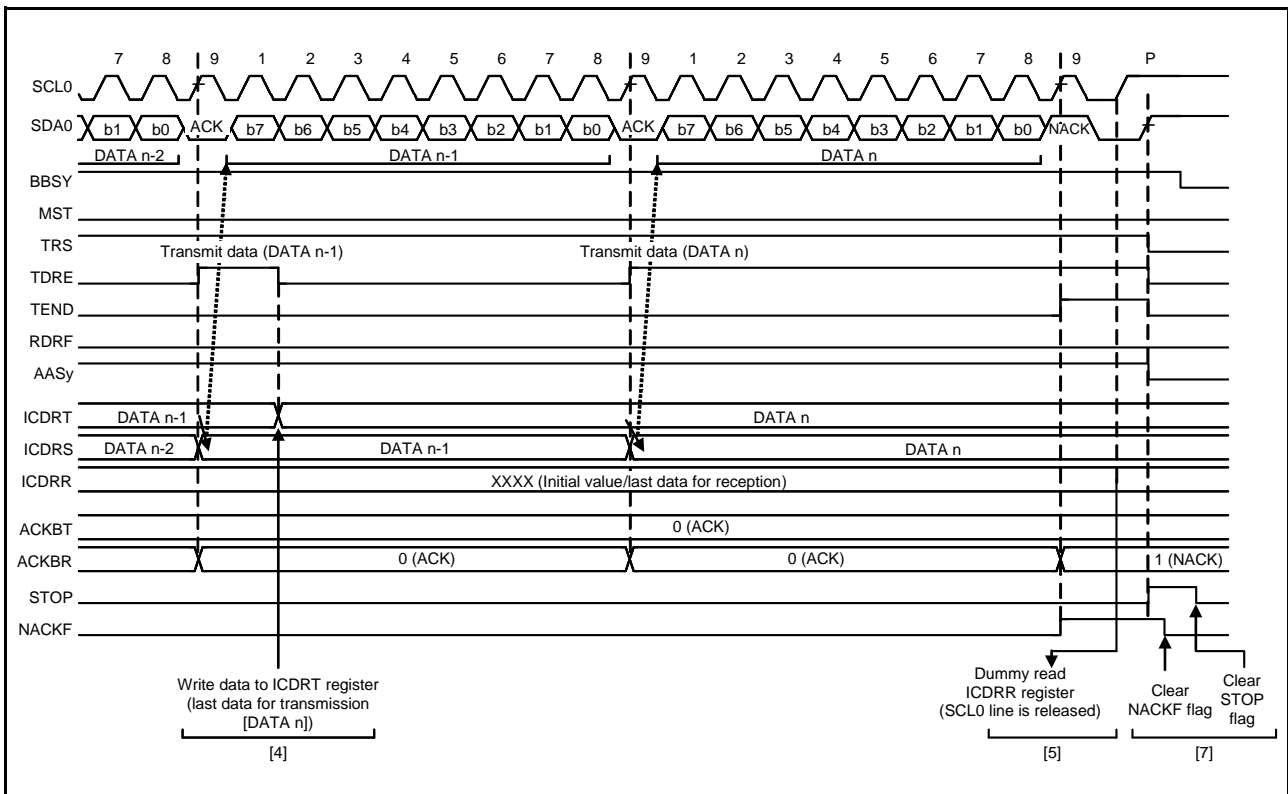 7 8 9 1 2 3 4 5 6 7 8 9 1 2 3 4 5 6 7 8 9 P
SCL0
SDA0 b1 b0 ACK b7 b6 b5 b4 b3 b2 b1 b0 ACK b7 b6 b5 b4 b3 b2 b1 b0 NACK
DATA n-2 DATA n-1 DATA n
BBSY
MST
TRS
Transmit data (DATA n-1) Transmit data (DATA n)
TDRE
TEND
RDRF
AASy
ICDRT DATA n-1 DATA n
ICDRS DATA n-2 DATA n-1 DATA n
ICDRR XXXX (Initial value/last data for reception)
ACKBT 0 (ACK)
ACKBR 0 (ACK) 0 (ACK) 1 (NACK)
STOP
NACKF
Write data to ICDRT register
(last data for transmission
[DATA n])
[4]
Dummy read
ICDRR register
(SCL0 line is released)
[5]
Clear
NACKF flag
Clear
STOP
flag
[7]